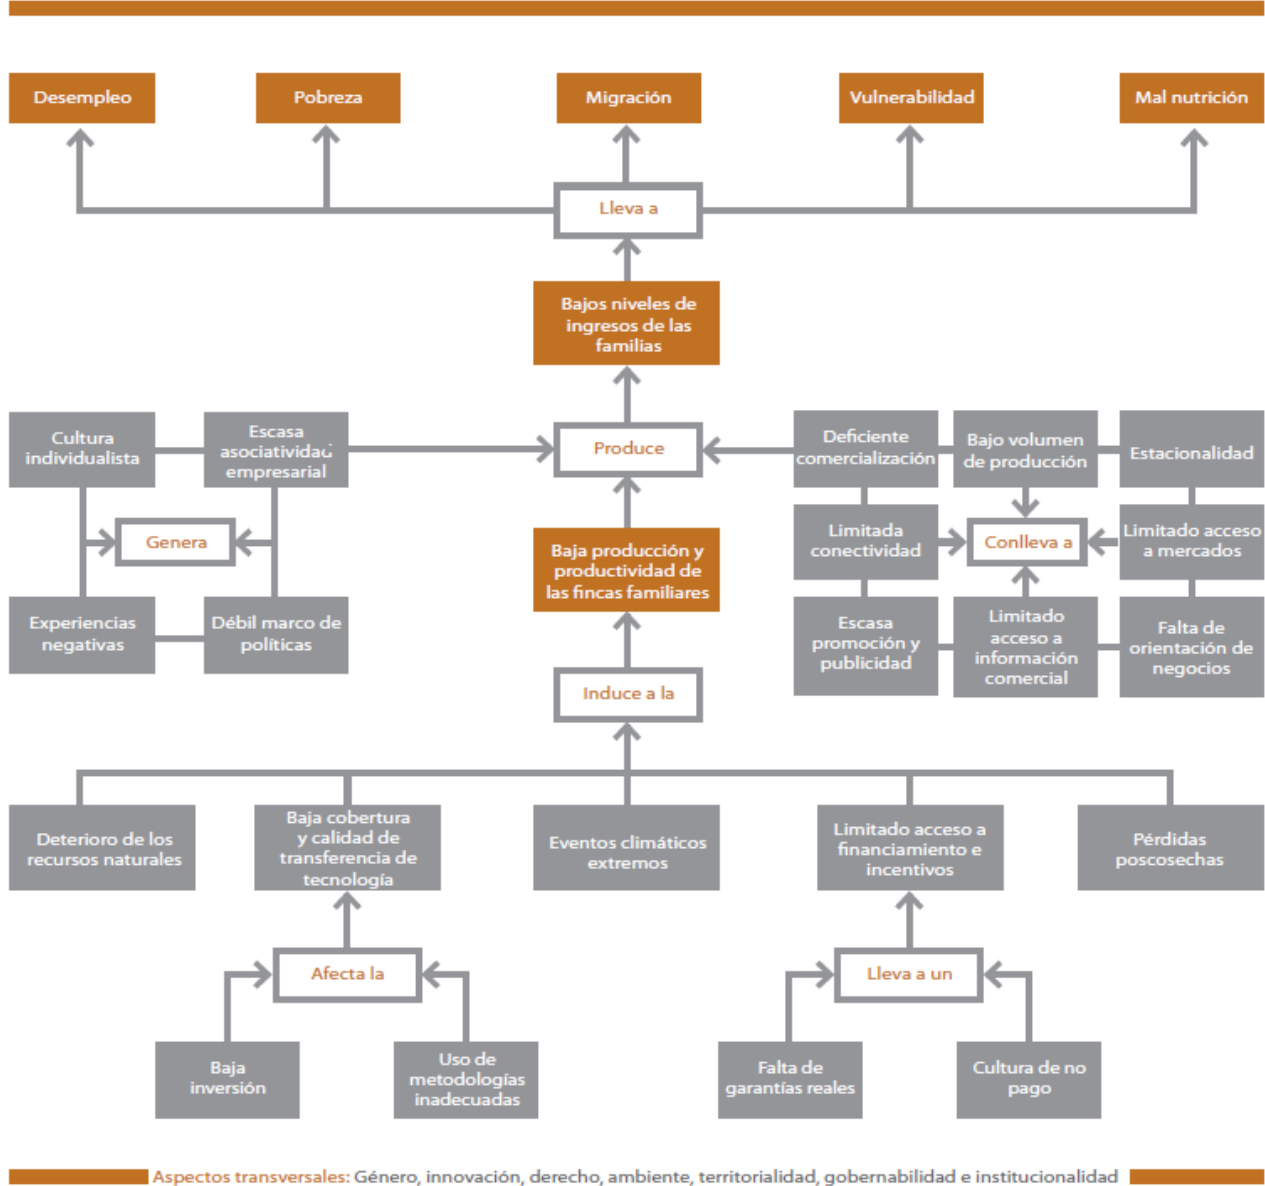 Desempleo
Pobreza
Migración
Vulnerabilidad
Mal nutrición
Lleva a
Bajos niveles de
ingresos de las
familias
Cultura
individualista
Escasa
asociatividad
empresarial
Produce
Deficiente
comercialización
Bajo volumen
de producción
Estacionalidad
Genera
Baja producción y
productividad de
las fincas familiares
Limitada
conectividad
Conlleva a
Limitado acceso
a mercados
Experiencias
negativas
Débil marco de
políticas
Escasa
promoción y
publicidad
Limitado
acceso a
información
comercial
Falta de
orientación de
negocios
Induce a la
Deterioro de los
recursos naturales
Baja cobertura
y calidad de
transferencia de
tecnología
Eventos climáticos
extremos
Limitado acceso a
financiamiento e
incentivos
Pérdidas
poscosechas
Afecta la
Lleva a un
Baja
inversión
Uso de
metodologías
inadecuadas
Falta de
garantías reales
Cultura de no
pago
Aspectos transversales: Género, innovación, derecho, ambiente, territorialidad, gobernabilidad e institucionalidad